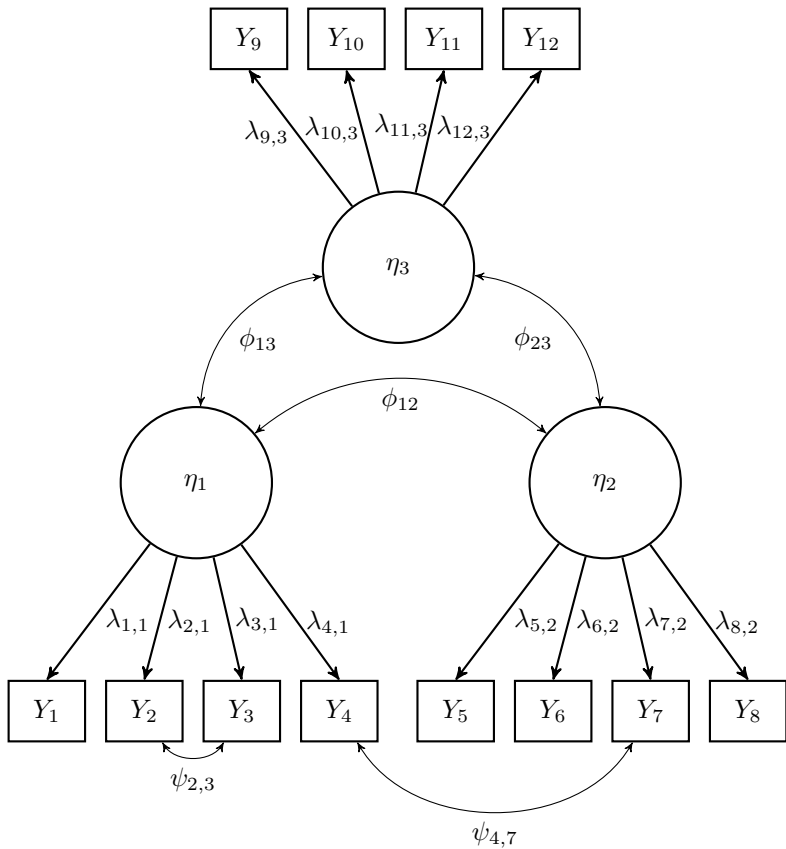 Y₉ Y₁₀ Y₁₁ Y₁₂
λ₉,₃ λ₁₀,₃ λ₁₁,₃ λ₁₂,₃
η₃
ϕ₁₃ ϕ₂₃
ϕ₁₂
η₁ η₂
λ₁,₁ λ₂,₁ λ₃,₁ λ₄,₁ λ₅,₂ λ₆,₂ λ₇,₂ λ₈,₂
Y₁ Y₂ Y₃ Y₄ Y₅ Y₆ Y₇ Y₈
ψ₂,₃
ψ₄,₇